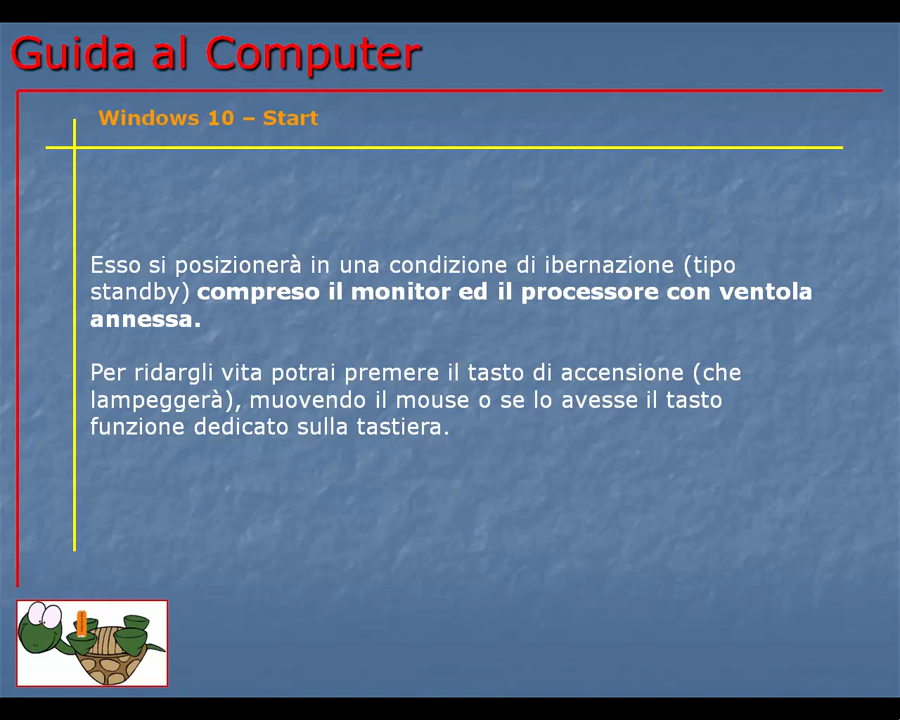 Guida al Computer
Windows 10 – Start
Esso si posizionerà in una condizione di ibernazione (tipo
standby) compreso il monitor ed il processore con ventola
annessa.
Per ridargli vita potrai premere il tasto di accensione (che
lampeggerà), muovendo il mouse o se lo avesse il tasto
funzione dedicato sulla tastiera.